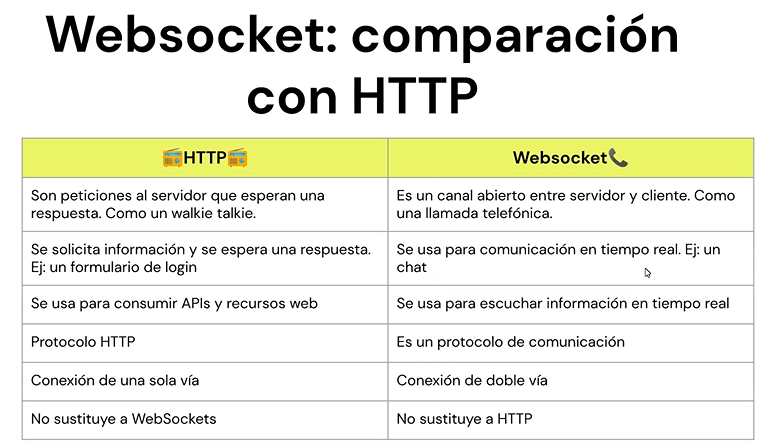 Websocket: comparación
con HTTP
📻HTTP📻
Websocket📞
Son peticiones al servidor que esperan una
respuesta. Como un walkie talkie.
Es un canal abierto entre servidor y cliente. Como
una llamada telefónica.
Se solicita información y se espera una respuesta.
Ej: un formulario de login
Se usa para comunicación en tiempo real. Ej: un
chat
Se usa para consumir APIs y recursos web
Se usa para escuchar información en tiempo real
Protocolo HTTP
Es un protocolo de comunicación
Conexión de una sola vía
Conexión de doble vía
No sustituye a WebSockets
No sustituye a HTTP